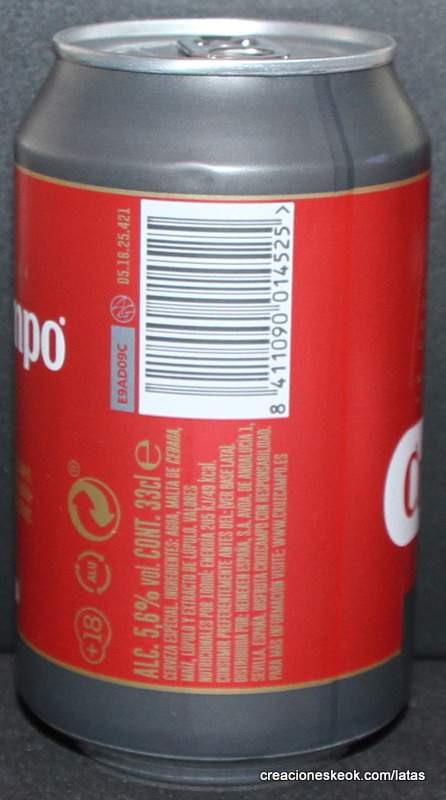 mpo®
E9AD09C
05.16.25.421
8 411090 014525 >
ALC. 5,6% vol. CONT. 33cl e
CERVEZA ESPECIAL. INGREDIENTES: AGUA, MALTA DE CEBADA,
MAÍZ, LÚPULO Y EXTRACTO DE LÚPULO. VALORES
NUTRICIONALES POR 100ml: ENERGÍA 205 kJ/49 kcal.
CONSUMIR PREFERENTEMENTE ANTES DEL: VER BASE LATA.
DISTRIBUIDA POR: HEINEKEN ESPAÑA, S.A. AVDA. DE ANDALUCÍA 1,
SEVILLA, ESPAÑA. DISFRUTA CRUZCAMPO CON RESPONSABILIDAD.
PARA MÁS INFORMACIÓN VISITE: WWW.CRUZCAMPO.ES
®
ALU
+18
creacioneskeok.com/latas